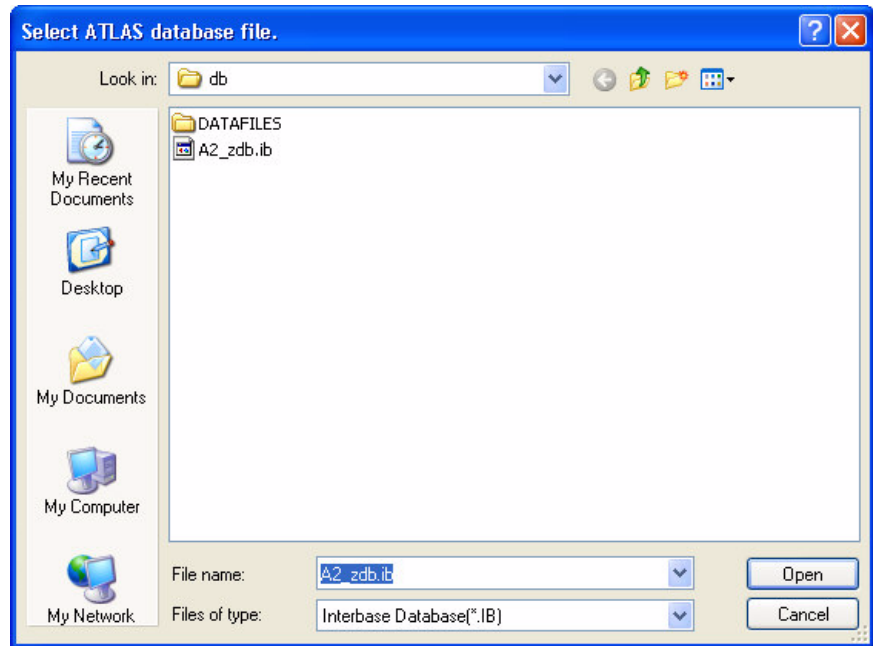 Select ATLAS database file.
Look in:
db
DATAFILES
A2_zdb.ib
My Recent
Documents
Desktop
My Documents
My Computer
My Network
File name:
A2_zdb.ib
Open
Files of type:
Interbase Database(*.IB)
Cancel